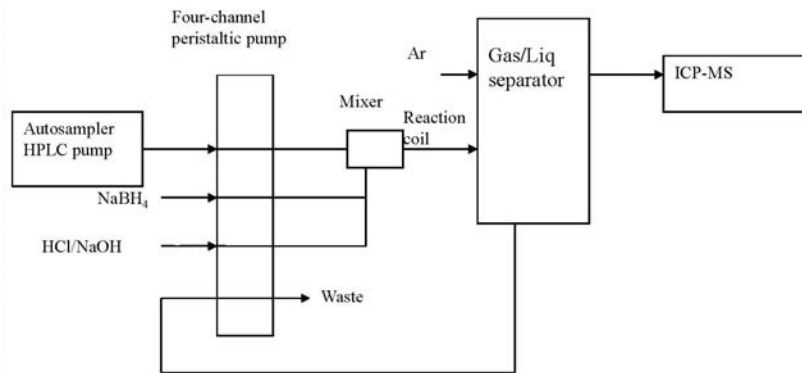 Four-channel
peristaltic pump
Ar
Gas/Liq
separator
ICP-MS
Mixer
Reaction
coil
Autosampler
HPLC pump
NaBH₄
HCl/NaOH
Waste